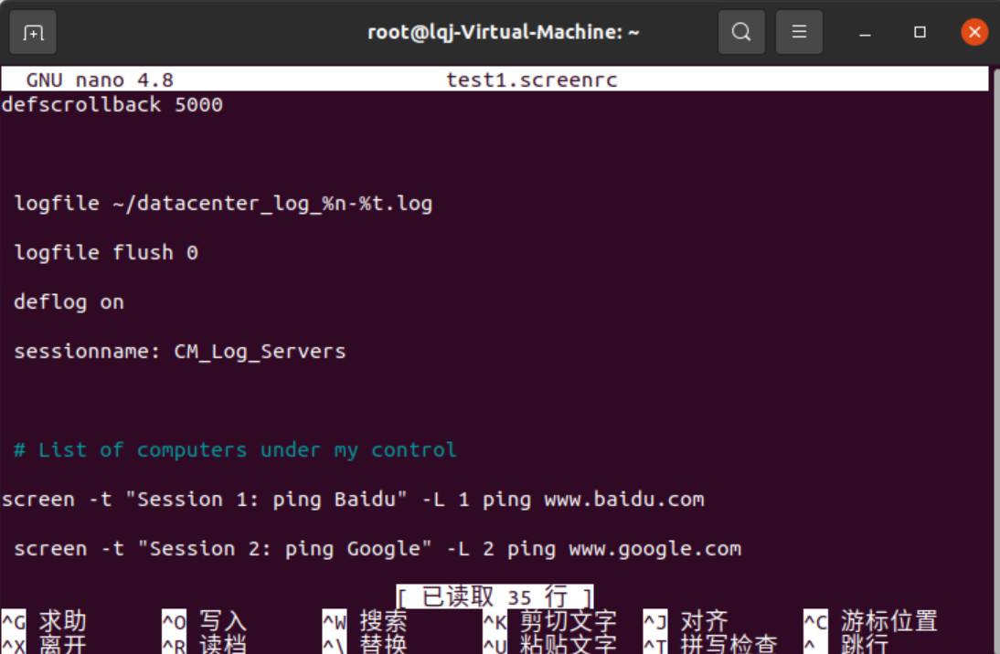 root@lqj-Virtual-Machine: ~
GNU nano 4.8 test1.screenrc
defscrollback 5000
logfile ~/datacenter_log_%n-%t.log
logfile flush 0
deflog on
sessionname: CM_Log_Servers
# List of computers under my control
screen -t "Session 1: ping Baidu" -L 1 ping www.baidu.com
screen -t "Session 2: ping Google" -L 2 ping www.google.com
[ 已读取 35 行 ]
^G 求助 ^O 写入 ^W 搜索 ^K 剪切文字 ^J 对齐 ^C 游标位置
^X 离开 ^R 读档 ^\ 替换 ^U 粘贴文字 ^T 拼写检查 ^_ 跳行